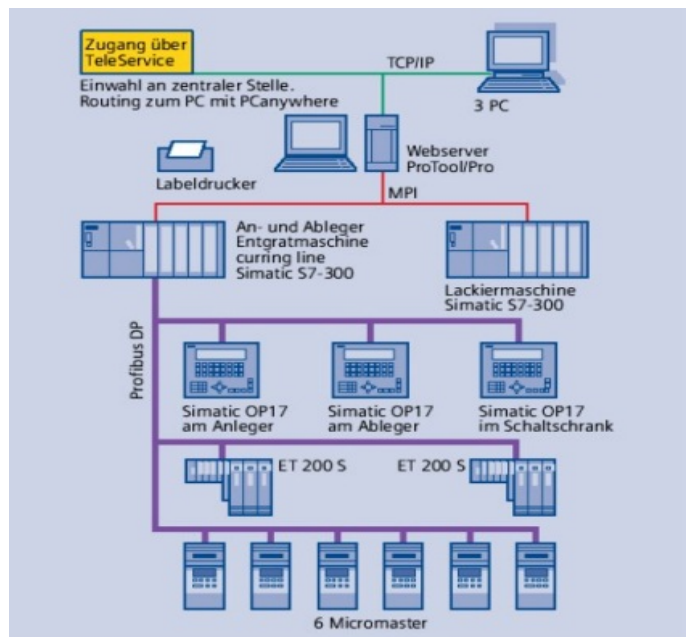 Zugang über
TeleService
TCP/IP
Einwahl an zentraler Stelle.
Routing zum PC mit PCanywhere
3 PC
Webserver
ProTool/Pro
Labeldrucker
MPI
An- und Ableger
Entgratmaschine
curring line
Simatic S7-300
Lackiermaschine
Simatic S7-300
Profibus DP
Simatic OP17
am Anleger
Simatic OP17
am Ableger
Simatic OP17
im Schaltschrank
ET 200 S
ET 200 S
6 Micromaster